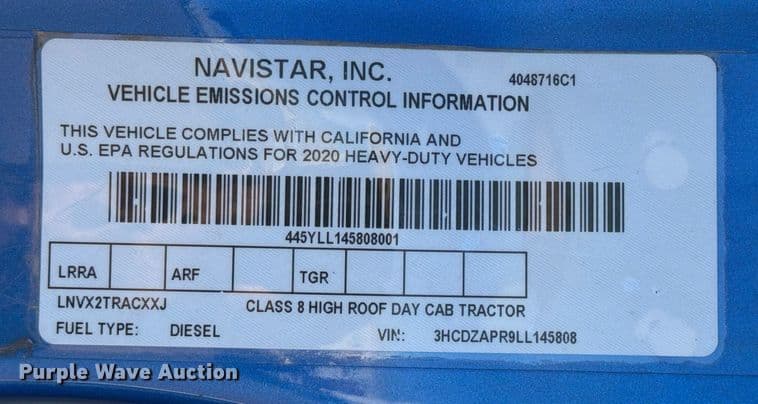 NAVISTAR, INC.
4048716C1
VEHICLE EMISSIONS CONTROL INFORMATION
THIS VEHICLE COMPLIES WITH CALIFORNIA AND
U.S. EPA REGULATIONS FOR 2020 HEAVY-DUTY VEHICLES
445YLL145808001
LRRA ARF TGR
LNVX2TRACXXJ CLASS 8 HIGH ROOF DAY CAB TRACTOR
FUEL TYPE: DIESEL VIN: 3HCDZAPR9LL145808
Purple Wave Auction